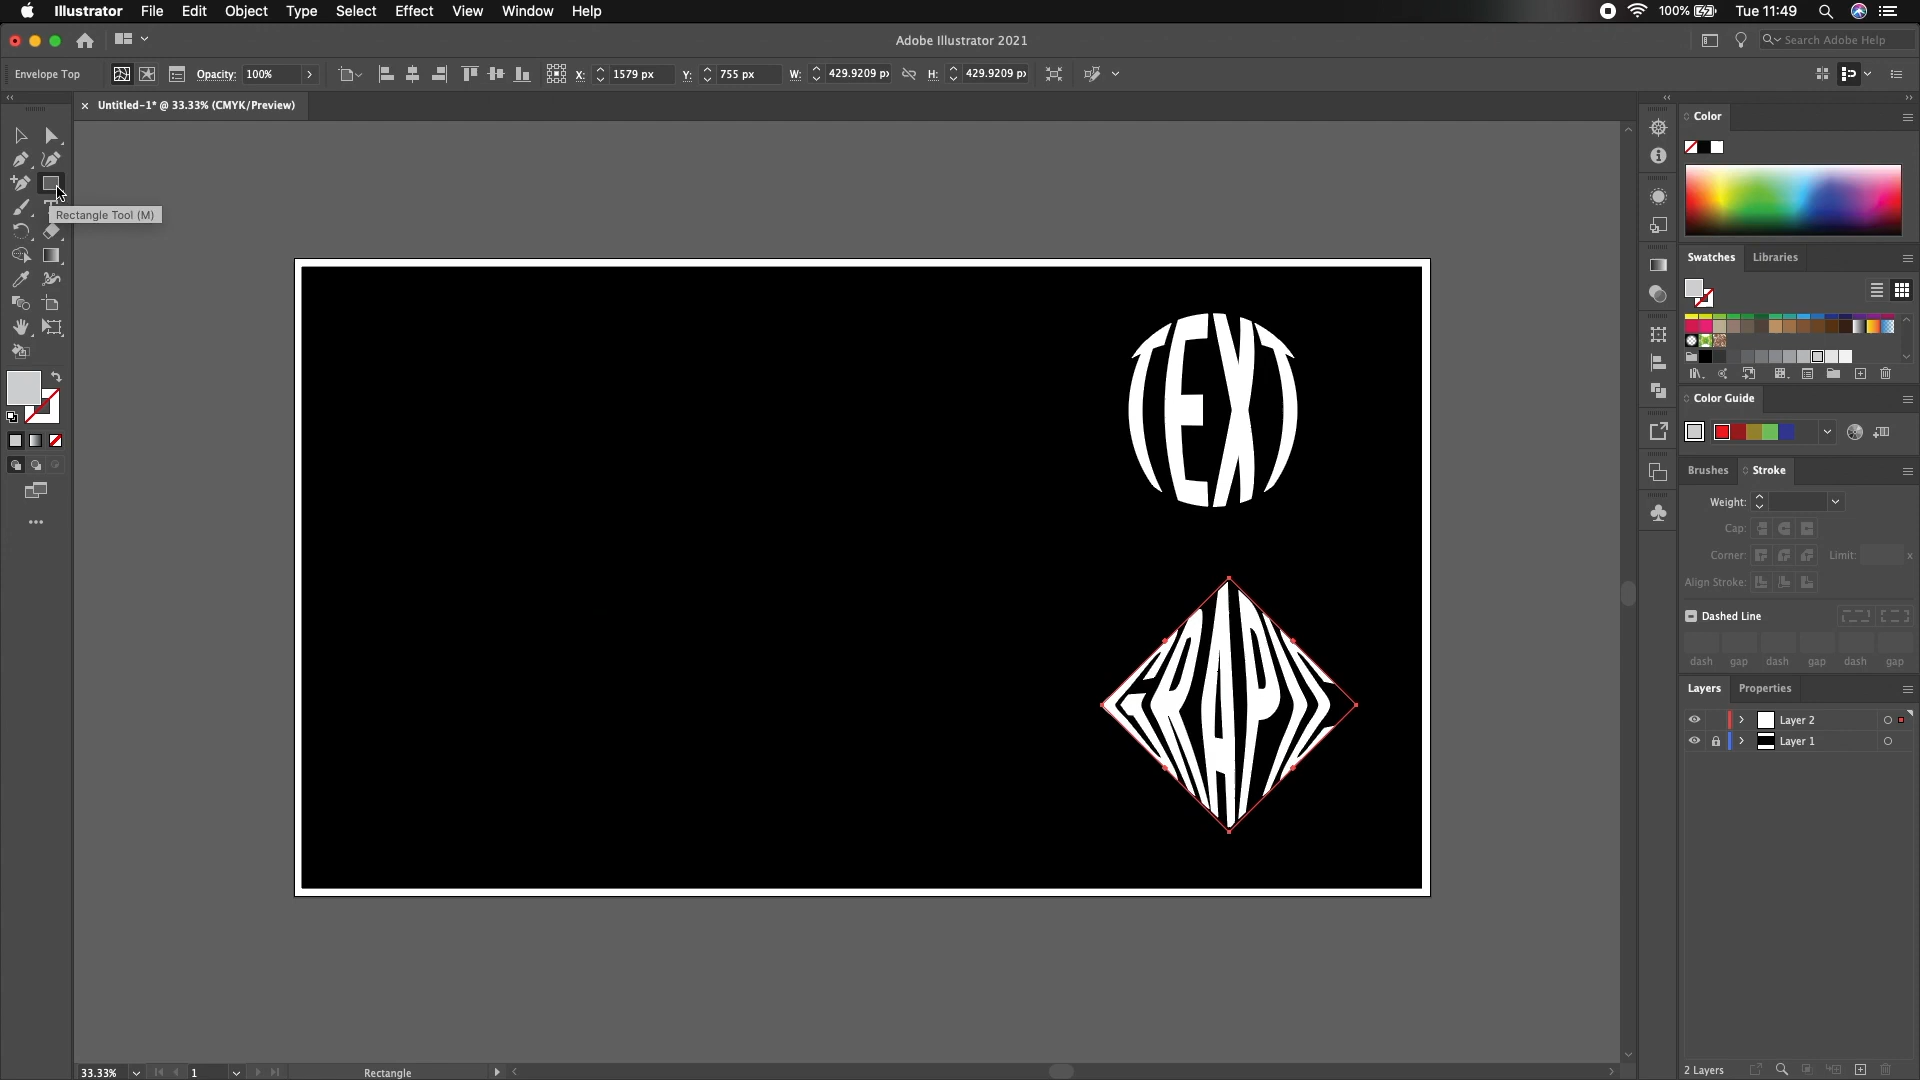 Illustrator File Edit Object Type Select Effect View Window Help 100% Tue 11:49
Adobe Illustrator 2021 Search Adobe Help
Envelope Top Opacity: 100% X: 1579 px Y: 755 px W: 429.9209 px H: 429.9209 px
× Untitled-1* @ 33.33% (CMYK/Preview)
Color
Rectangle Tool (M)
Swatches Libraries
TEXT
Color Guide
Brushes Stroke
Weight:
Cap:
Corner: Limit: x
Align Stroke:
Dashed Line
dash gap dash gap dash gap
GRAPIC
Layers Properties
Layer 2
Layer 1
33.33% 1 Rectangle
2 Layers